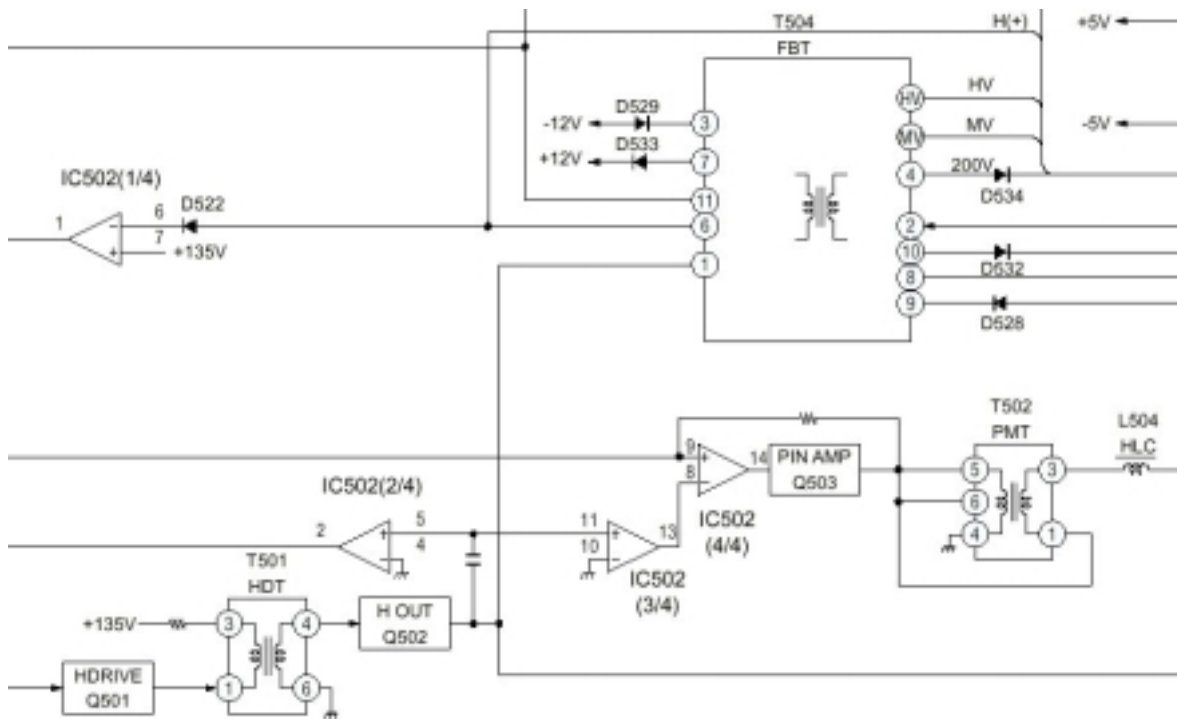 T504
FBT
H(+)
+5V
HV
-5V
MV
D529
-12V
3
D533
+12V
7
HV
MV
200V
4
D534
11
6
2
10
D532
8
1
9
D528
IC502(1/4)
1
6
D522
7
+135V
T502
PMT
L504
HLC
9
8
14
PIN AMP
Q503
5
3
6
4
1
IC502
(4/4)
IC502(2/4)
2
5
4
11
10
13
IC502
(3/4)
T501
HDT
+135V
3
4
H OUT
Q502
HDRIVE
Q501
1
6